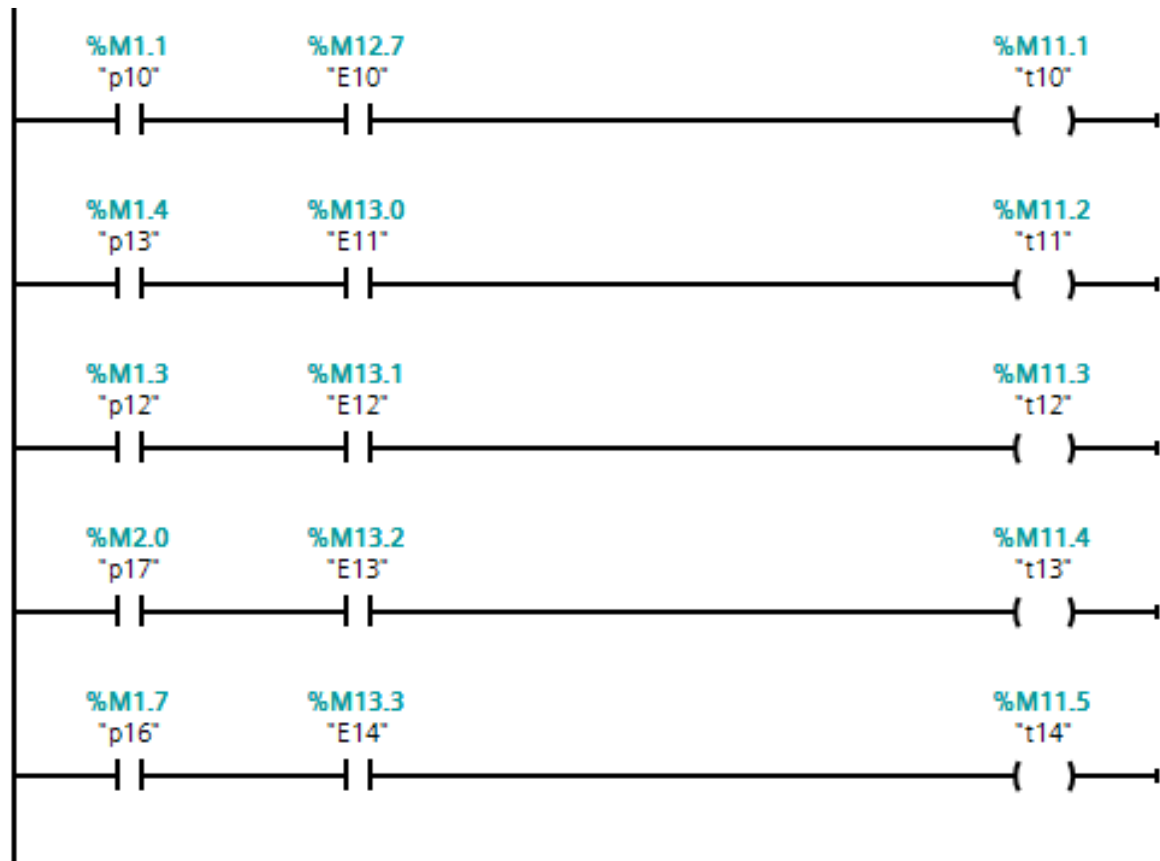 %M1.1 %M12.7 %M11.1
"p10" "E10" "t10"
%M1.4 %M13.0 %M11.2
"p13" "E11" "t11"
%M1.3 %M13.1 %M11.3
"p12" "E12" "t12"
%M2.0 %M13.2 %M11.4
"p17" "E13" "t13"
%M1.7 %M13.3 %M11.5
"p16" "E14" "t14"